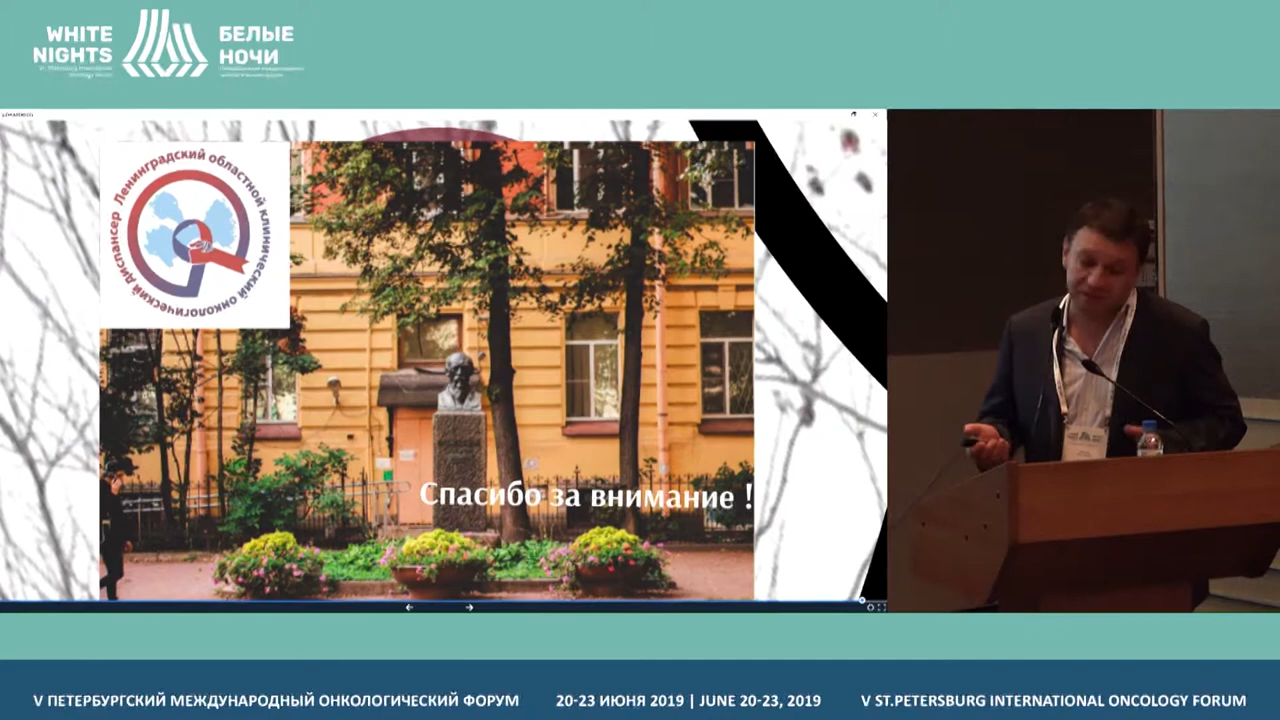 WHITE
NIGHTS
БЕЛЫЕ
НОЧИ
Ленинградский областной клинический онкологический диспансер
Спасибо за внимание !
V ПЕТЕРБУРГСКИЙ МЕЖДУНАРОДНЫЙ ОНКОЛОГИЧЕСКИЙ ФОРУМ
20-23 ИЮНЯ 2019 | JUNE 20-23, 2019
V ST.PETERSBURG INTERNATIONAL ONCOLOGY FORUM